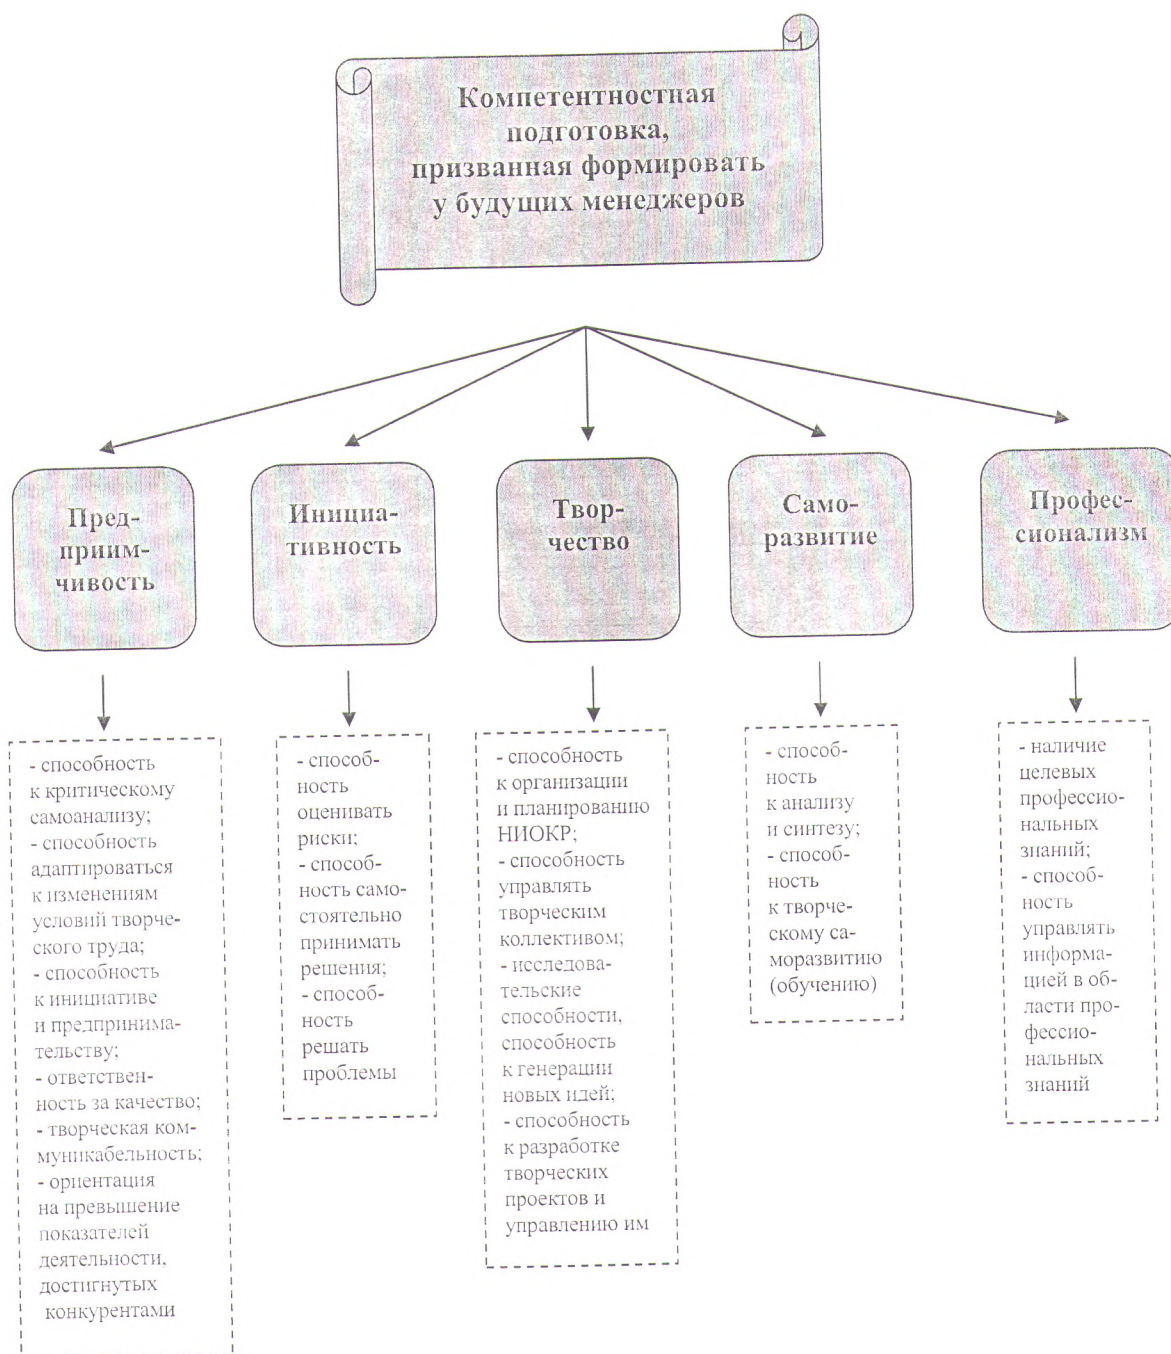 Компетентностная
подготовка,
призванная формировать
у будущих менеджеров
Пред-
приим-
чивость
Инициа-
тивность
Твор-
чество
Само-
развитие
Профес-
сионализм
- способность
к критическому
самоанализу;
- способность
адаптироваться
к изменениям
условий творче-
ского труда;
- способность
к инициативе
и предпринима-
тельству;
- ответствен-
ность за качество;
- творческая ком-
муникабельность;
- ориентация
на превышение
показателей
деятельности,
достигнутых
конкурентами
- способ-
ность
оценивать
риски;
- способ-
ность само-
стоятельно
принимать
решения;
- способ-
ность
решать
проблемы
- способность
к организации
и планированию
НИОКР;
- способность
управлять
творческим
коллективом;
- исследова-
тельские
способности,
способность
к генерации
новых идей;
- способность
к разработке
творческих
проектов и
управлению им
- способ-
ность
к анализу
и синтезу;
- способ-
ность
к творче-
скому са-
моразвитию
(обучению)
- наличие
целевых
профессио-
нальных
знаний;
- способ-
ность
управлять
информа-
цией в об-
ласти про-
фессио-
нальных
знаний